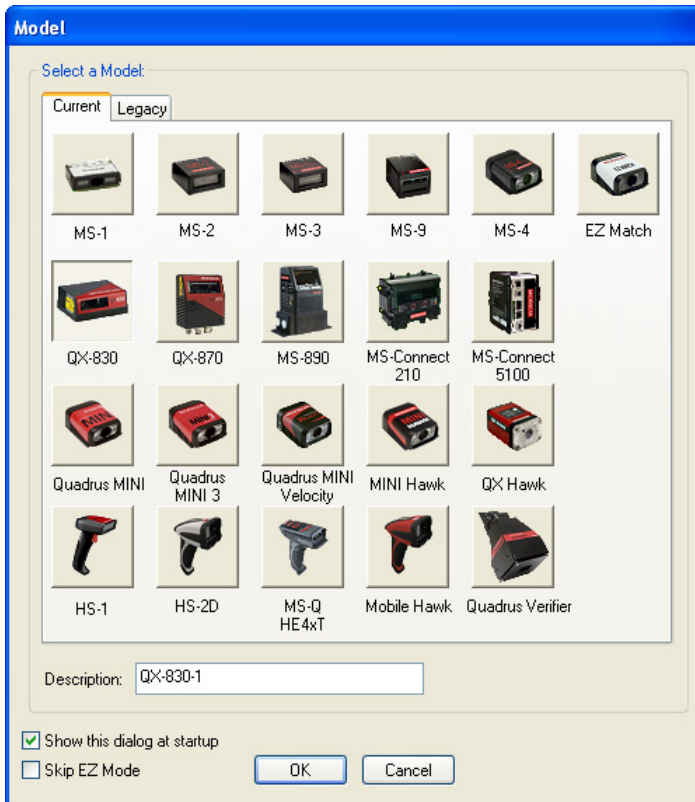 Model
Select a Model:
Current Legacy
MS-1 MS-2 MS-3 MS-9 MS-4 EZ Match
QX-830 QX-870 MS-890 MS-Connect 210 MS-Connect 5100
Quadrus MINI Quadrus MINI 3 Quadrus MINI Velocity MINI Hawk QX Hawk
HS-1 HS-2D MS-Q HE4xT Mobile Hawk Quadrus Verifier
Description: QX-830-1
Show this dialog at startup
Skip EZ Mode OK Cancel